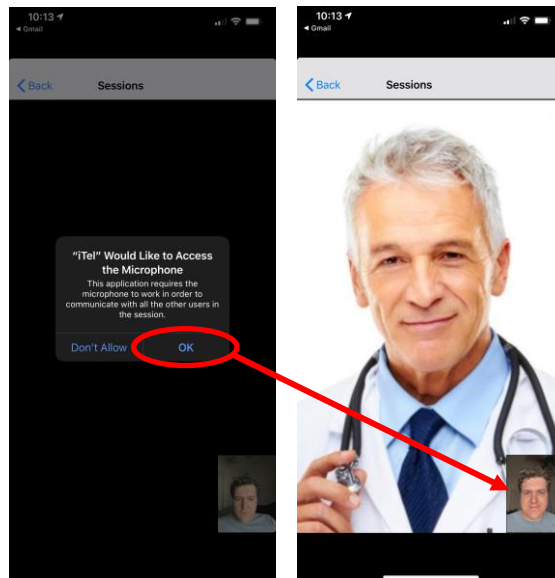 10:13
Gmail
Back
Sessions
"iTel" Would Like to Access
the Microphone
This application requires the
microphone to work in order to
communicate with all the other users in
the session.
Don't Allow
OK
10:13
Gmail
Back
Sessions